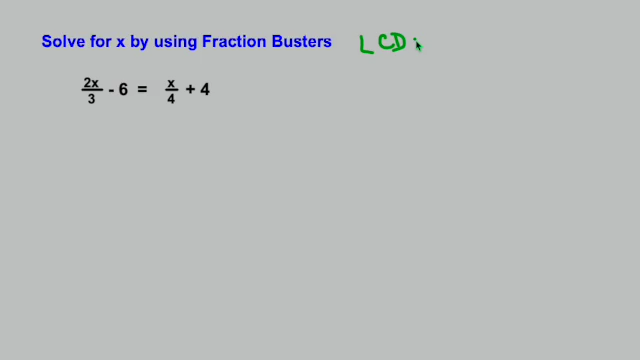 Solve for x by using Fraction Busters LCD :
2x/3 - 6 = x/4 + 4